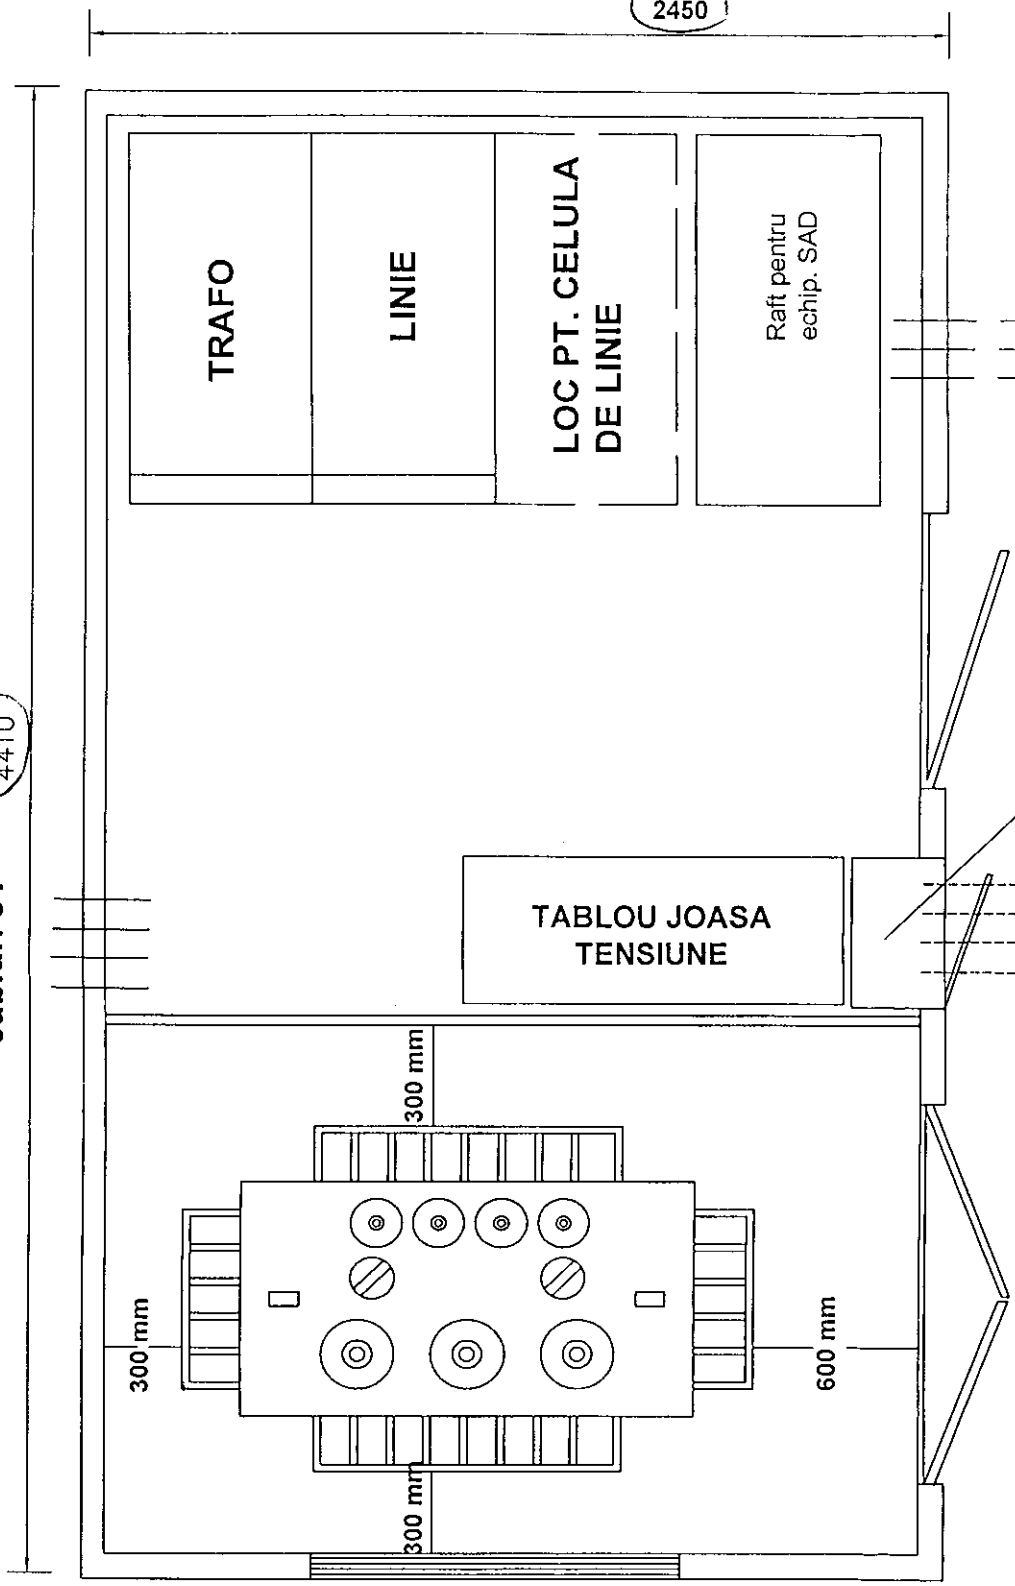 2450
4410
TRAFO
LINIE
LOC PT. CELULA
DE LINIE
Raft pentru
echip. SAD
TABLOU JOASA
TENSIUNE
300 mm
300 mm
600 mm
300 mm